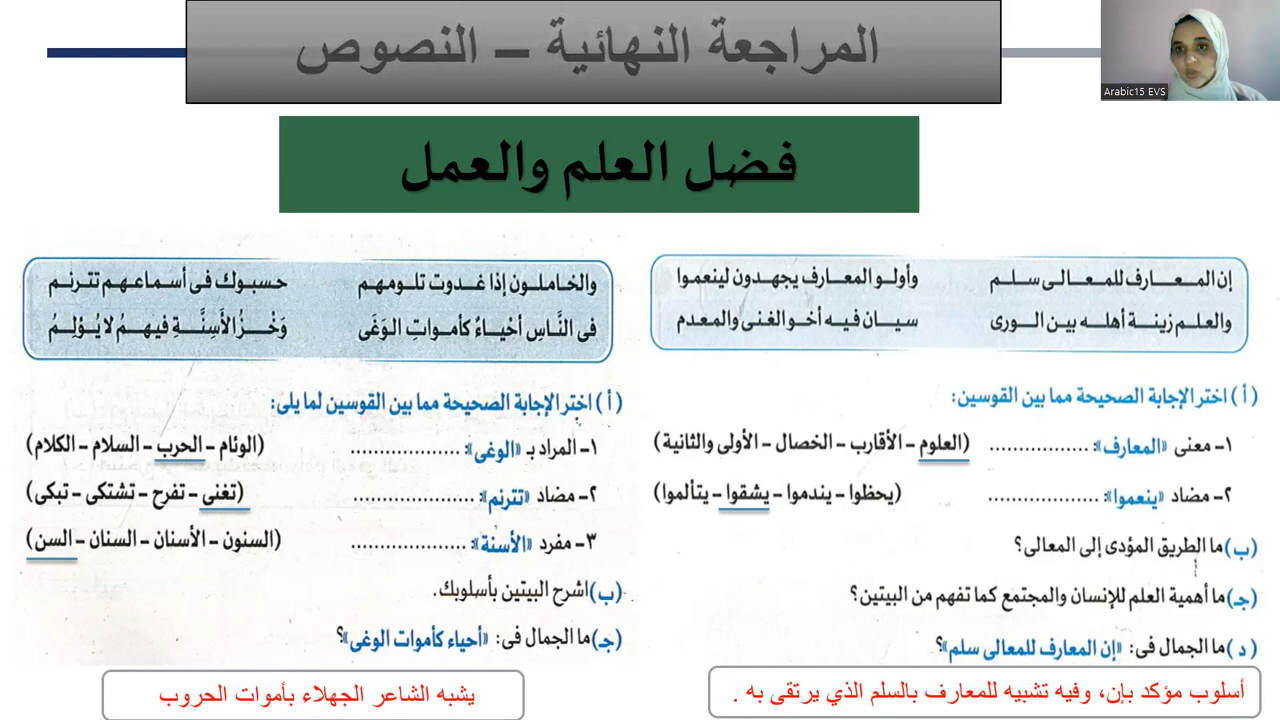 المراجعة النهائية – النصوص
Arabic15 EVS
فضل العلم والعمل
إن المعارف للمعالى سلم وأولو المعارف يجهدون لينعموا
والعلم زينة أهله بين الورى سيان فيه أخو الغنى والمعدم
(أ) اختر الإجابة الصحيحة مما بين القوسين:
١- معنى «المعارف»: .................. (العلوم - الأقارب - الخصال - الأولى والثانية)
٢- مضاد «ينعموا»: .................. (يحظوا - يندموا - يشقوا - يتألموا)
(ب) ما الطريق المؤدى إلى المعالى؟
(جـ) ما أهمية العلم للإنسان والمجتمع كما تفهم من البيتين؟
(د) ما الجمال فى: «إن المعارف للمعالى سلم»؟
أسلوب مؤكد بإن، وفيه تشبيه للمعارف بالسلم الذي يرتقى به .
والخاملون إذا غدوت تلومهم حسبوك فى أسماعهم تترنم
فى النَّاسِ أحْياءٌ كأمواتِ الوَغَى وَخْزُ الأَسِنَّةِ فيهمُ لا يُؤْلِمُ
(أ) اختر الإجابة الصحيحة مما بين القوسين لما يلى:
١- المراد بـ «الوغى»: .................. (الوئام - الحرب - السلام - الكلام)
٢- مضاد «تترنم»: .................. (تغنى - تفرح - تشتكى - تبكى)
٣- مفرد «الأسنة»: .................. (السنون - الأسنان - السنان - السن)
(ب) اشرح البيتين بأسلوبك.
(جـ) ما الجمال فى: «أحياء كأموات الوغى»؟
يشبه الشاعر الجهلاء بأموات الحروب